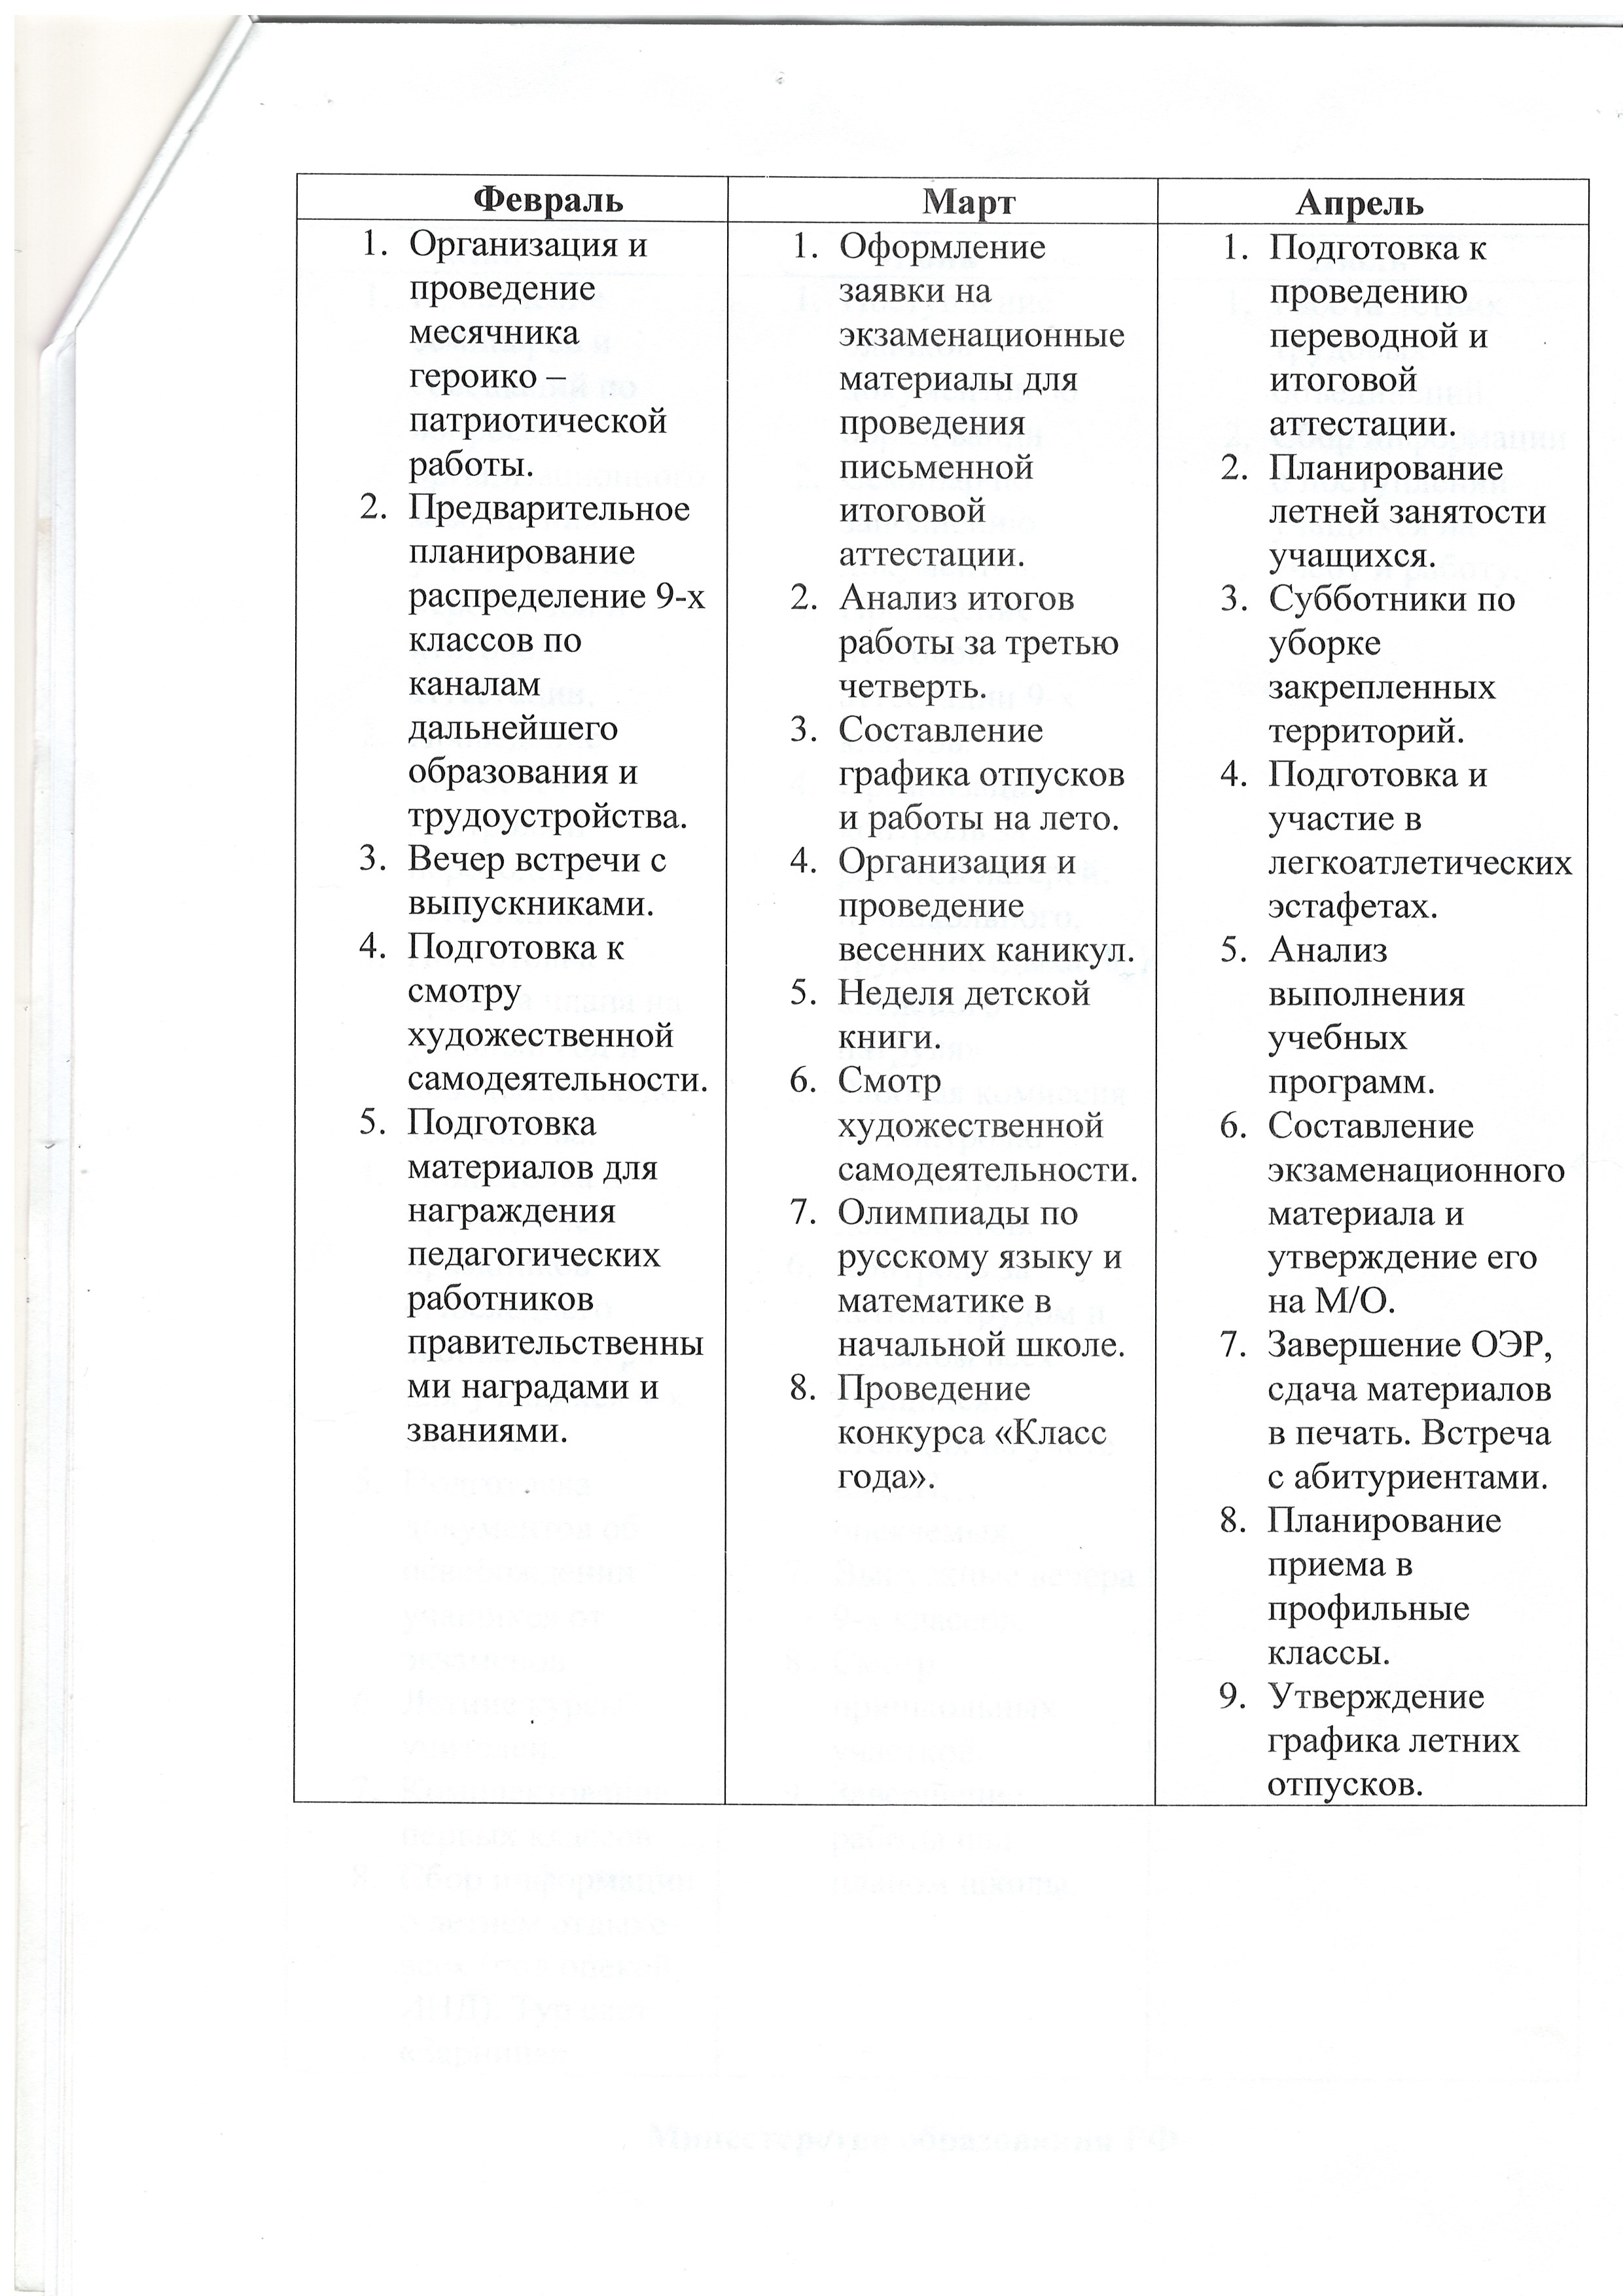 Февраль
1. Организация и
проведение
месячника
героико –
патриотической
работы.
2. Предварительное
планирование
распределение 9-х
классов по
каналам
дальнейшего
образования и
трудоустройства.
3. Вечер встречи с
выпускниками.
4. Подготовка к
смотру
художественной
самодеятельности.
5. Подготовка
материалов для
награждения
педагогических
работников
правительственны
ми наградами и
званиями.
Март
1. Оформление
заявки на
экзаменационные
материалы для
проведения
письменной
итоговой
аттестации.
2. Анализ итогов
работы за третью
четверть.
3. Составление
графика отпусков
и работы на лето.
4. Организация и
проведение
весенних каникул.
5. Неделя детской
книги.
6. Смотр
художественной
самодеятельности.
7. Олимпиады по
русскому языку и
математике в
начальной школе.
8. Проведение
конкурса «Класс
года».
Апрель
1. Подготовка к
проведению
переводной и
итоговой
аттестации.
2. Планирование
летней занятости
учащихся.
3. Субботники по
уборке
закрепленных
территорий.
4. Подготовка и
участие в
легкоатлетических
эстафетах.
5. Анализ
выполнения
учебных
программ.
6. Составление
экзаменационного
материала и
утверждение его
на М/О.
7. Завершение ОЭР,
сдача материалов
в печать. Встреча
с абитуриентами.
8. Планирование
приема в
профильные
классы.
9. Утверждение
графика летних
отпусков.